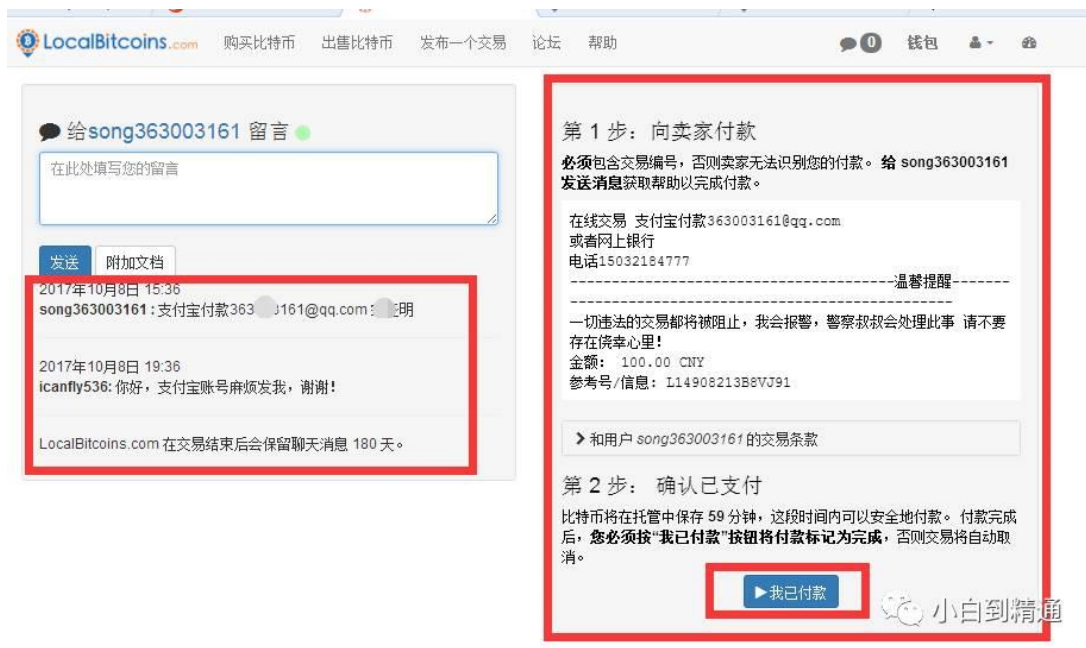 LocalBitcoins.com 购买比特币 出售比特币 发布一个交易 论坛 帮助 0 钱包
给song363003161 留言
在此处填写您的留言
发送 附加文档
2017年10月8日 15:36
song363003161 : 支付宝付款363 161@qq.com 明
2017年10月8日 19:36
icanfly536: 你好，支付宝账号麻烦发我，谢谢！
LocalBitcoins.com 在交易结束后会保留聊天消息 180 天。
第 1 步： 向卖家付款
必须包含交易编号，否则卖家无法识别您的付款。 给 song363003161
发送消息获取帮助以完成付款。
在线交易 支付宝付款363003161@qq.com
或者网上银行
电话15032184777
----------------------------------------温馨提醒-------
-----------------------------------------------
一切违法的交易都将被阻止，我会报警，警察叔叔会处理此事 请不要
存在侥幸心里！
金额： 100.00 CNY
参考号/信息： L14908213B8VJ91
和用户 song363003161 的交易条款
第 2 步： 确认已支付
比特币将在托管中保存 59 分钟，这段时间内可以安全地付款。 付款完成
后，您必须按“我已付款”按钮将付款标记为完成，否则交易将自动取
消。
我已付款
小白到精通